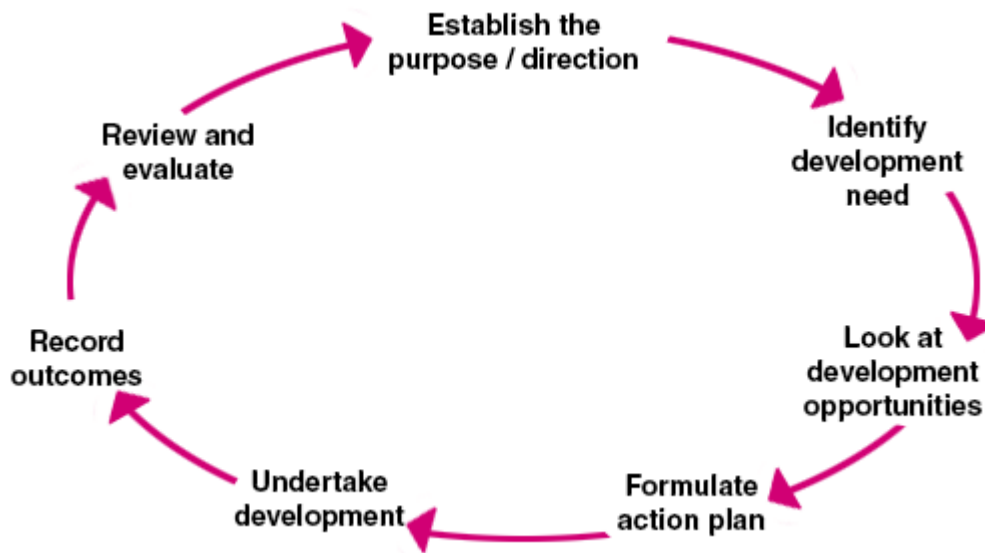 Establish the
purpose / direction
Identify
development
need
Look at
development
opportunities
Formulate
action plan
Undertake
development
Record
outcomes
Review and
evaluate